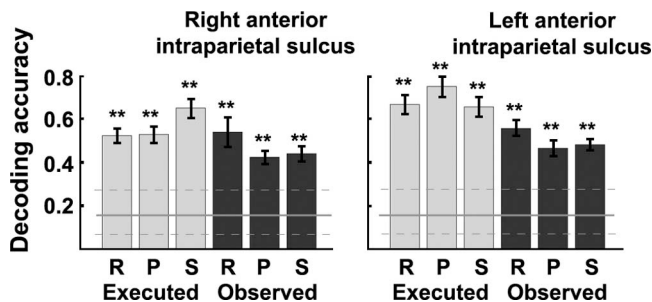 Right anterior
intraparietal sulcus
Left anterior
intraparietal sulcus
Decoding accuracy
0.8
0.6
0.4
0.2
** ** ** ** ** **
** ** ** ** ** **
R P S R P S
Executed Observed
R P S R P S
Executed Observed